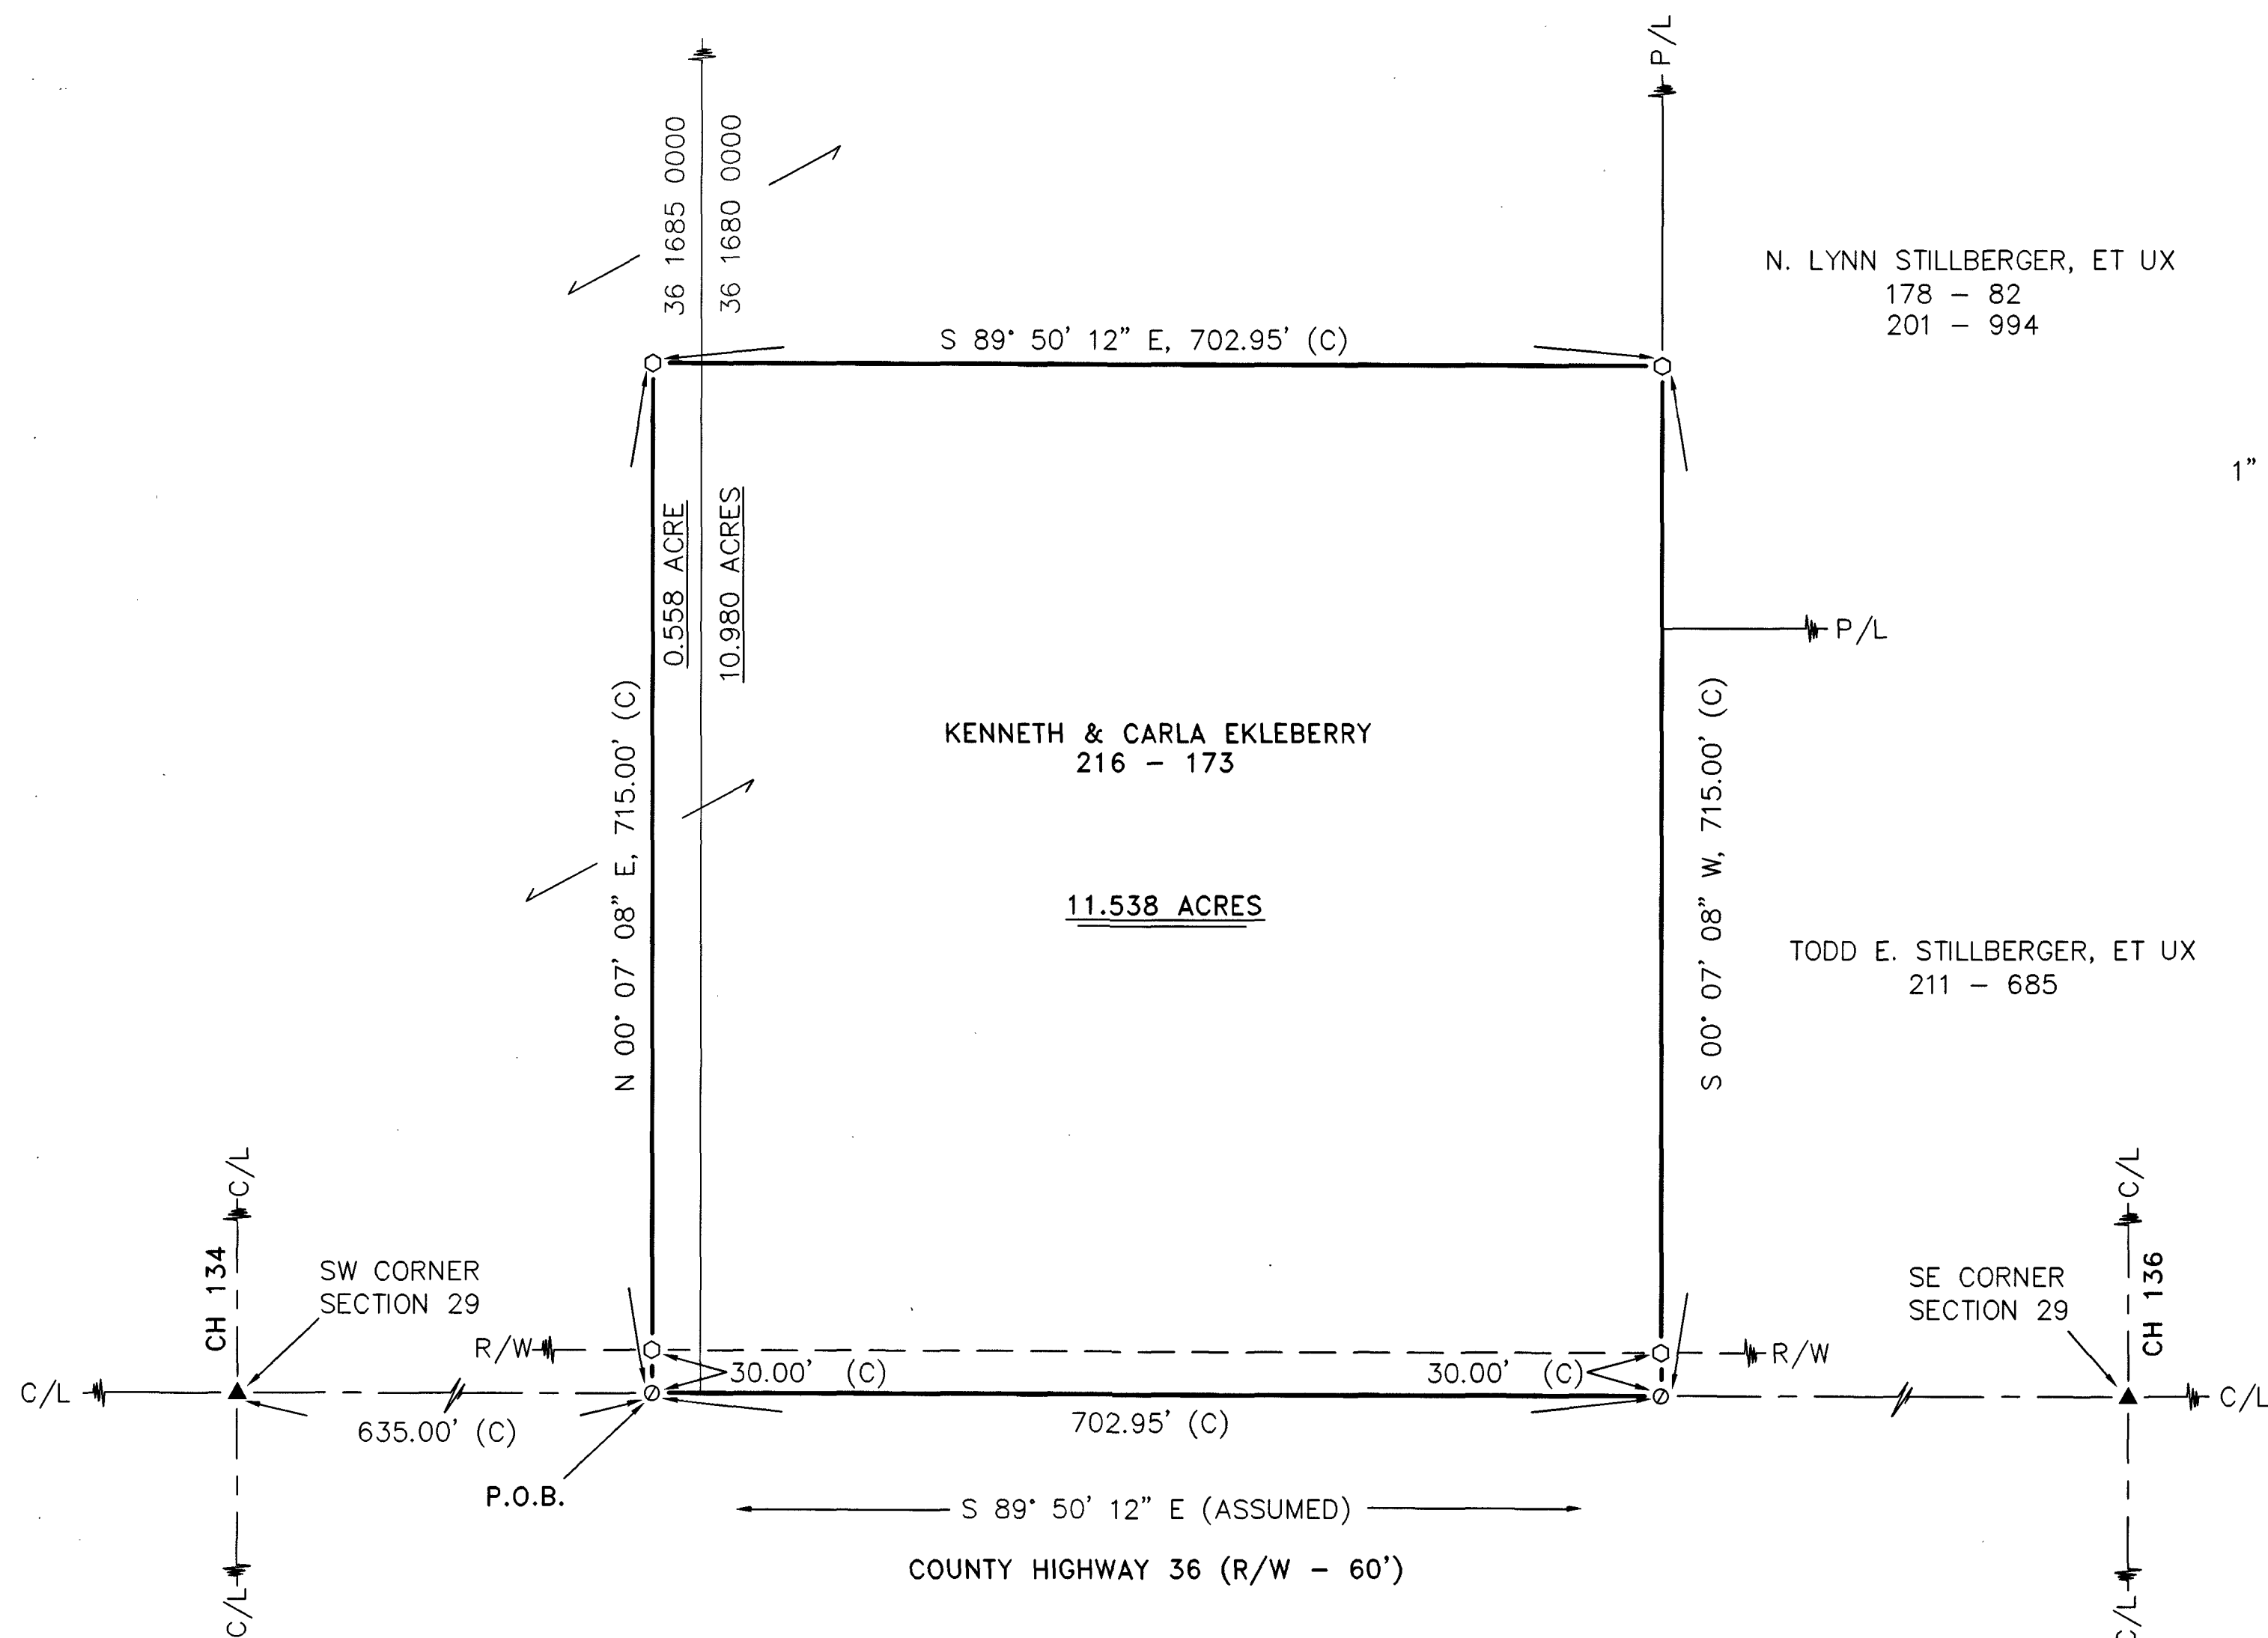 P/L
36 1685 0000
36 1680 0000
N. LYNN STILLBERGER, ET UX
178 – 82
201 – 994
S 89° 50' 12" E, 702.95' (C)
1"
0.558 ACRE
10.980 ACRES
P/L
N 00° 07' 08" E, 715.00' (C)
KENNETH & CARLA EKLEBERRY
216 – 173
S 00° 07' 08" W, 715.00' (C)
11.538 ACRES
TODD E. STILLBERGER, ET UX
211 – 685
C/L
C/L
CH 134
SW CORNER
SECTION 29
SE CORNER
SECTION 29
CH 136
R/W
R/W
30.00' (C)
30.00' (C)
C/L
C/L
635.00' (C)
702.95' (C)
P.O.B.
S 89° 50' 12" E (ASSUMED)
COUNTY HIGHWAY 36 (R/W – 60')
C/L
C/L